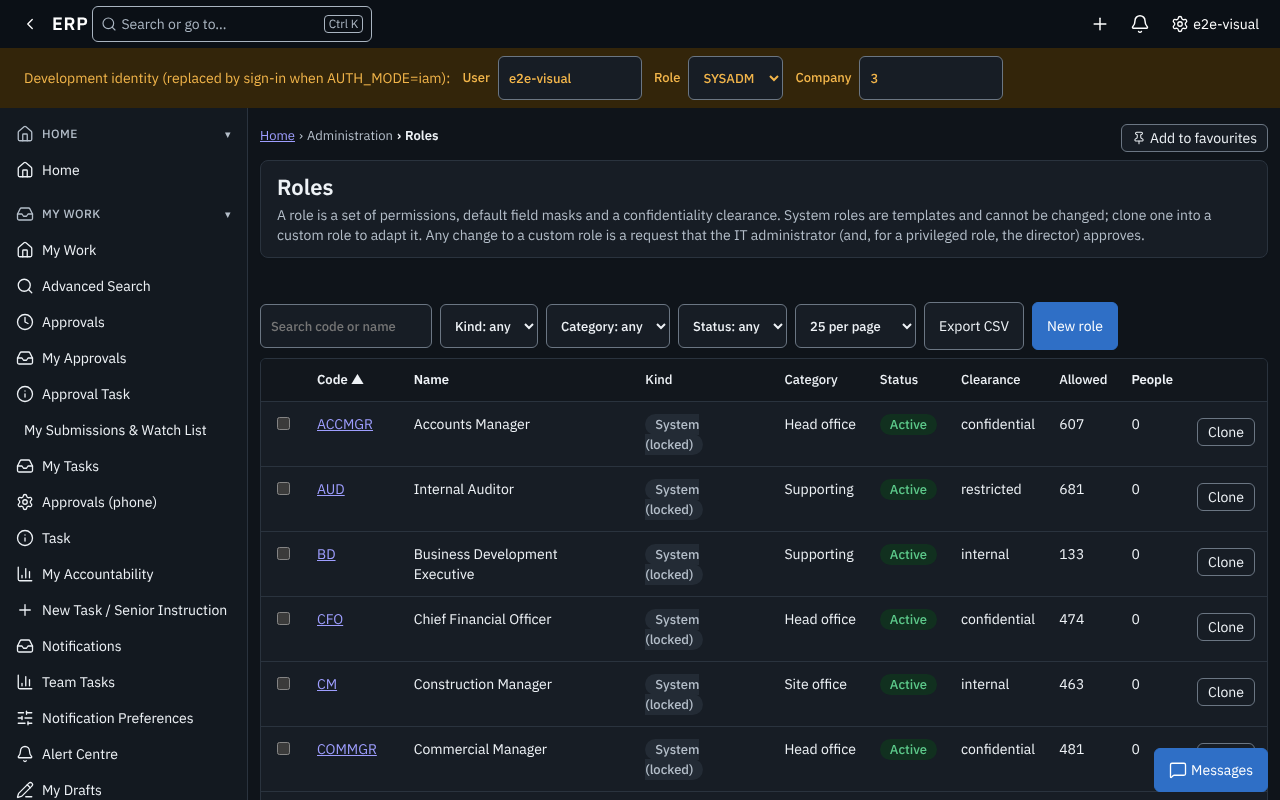 ERP Search or go to... Ctrl K e2e-visual
Development identity (replaced by sign-in when AUTH_MODE=iam): User e2e-visual Role SYSADM Company 3
HOME
Home
MY WORK
My Work
Advanced Search
Approvals
My Approvals
Approval Task
My Submissions & Watch List
My Tasks
Approvals (phone)
Task
My Accountability
New Task / Senior Instruction
Notifications
Team Tasks
Notification Preferences
Alert Centre
My Drafts
Home › Administration › Roles
Add to favourites
Roles
A role is a set of permissions, default field masks and a confidentiality clearance. System roles are templates and cannot be changed; clone one into a
custom role to adapt it. Any change to a custom role is a request that the IT administrator (and, for a privileged role, the director) approves.
Search code or name Kind: any Category: any Status: any 25 per page Export CSV New role
Code ▲ Name Kind Category Status Clearance Allowed People
ACCMGR Accounts Manager System (locked) Head office Active confidential 607 0 Clone
AUD Internal Auditor System (locked) Supporting Active restricted 681 0 Clone
BD Business Development Executive System (locked) Supporting Active internal 133 0 Clone
CFO Chief Financial Officer System (locked) Head office Active confidential 474 0 Clone
CM Construction Manager System (locked) Site office Active internal 463 0 Clone
COMMGR Commercial Manager System (locked) Head office Active confidential 481 0
Messages